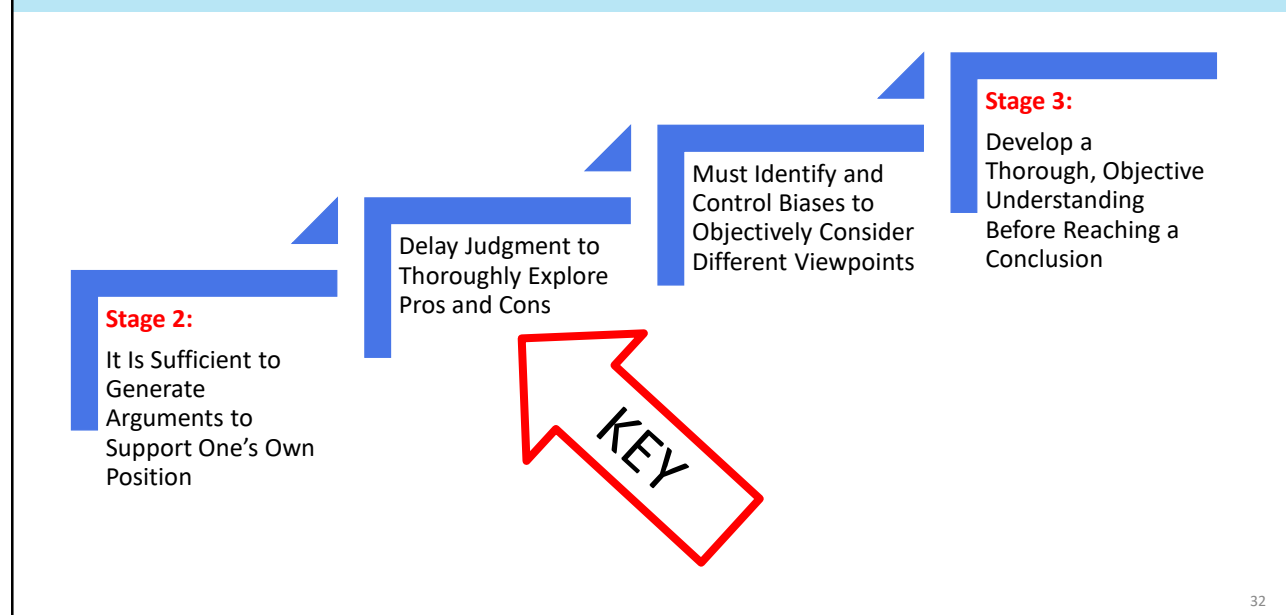 Stage 2:
It Is Sufficient to
Generate
Arguments to
Support One’s Own
Position
Delay Judgment to
Thoroughly Explore
Pros and Cons
KEY
Must Identify and
Control Biases to
Objectively Consider
Different Viewpoints
Stage 3:
Develop a
Thorough, Objective
Understanding
Before Reaching a
Conclusion
32